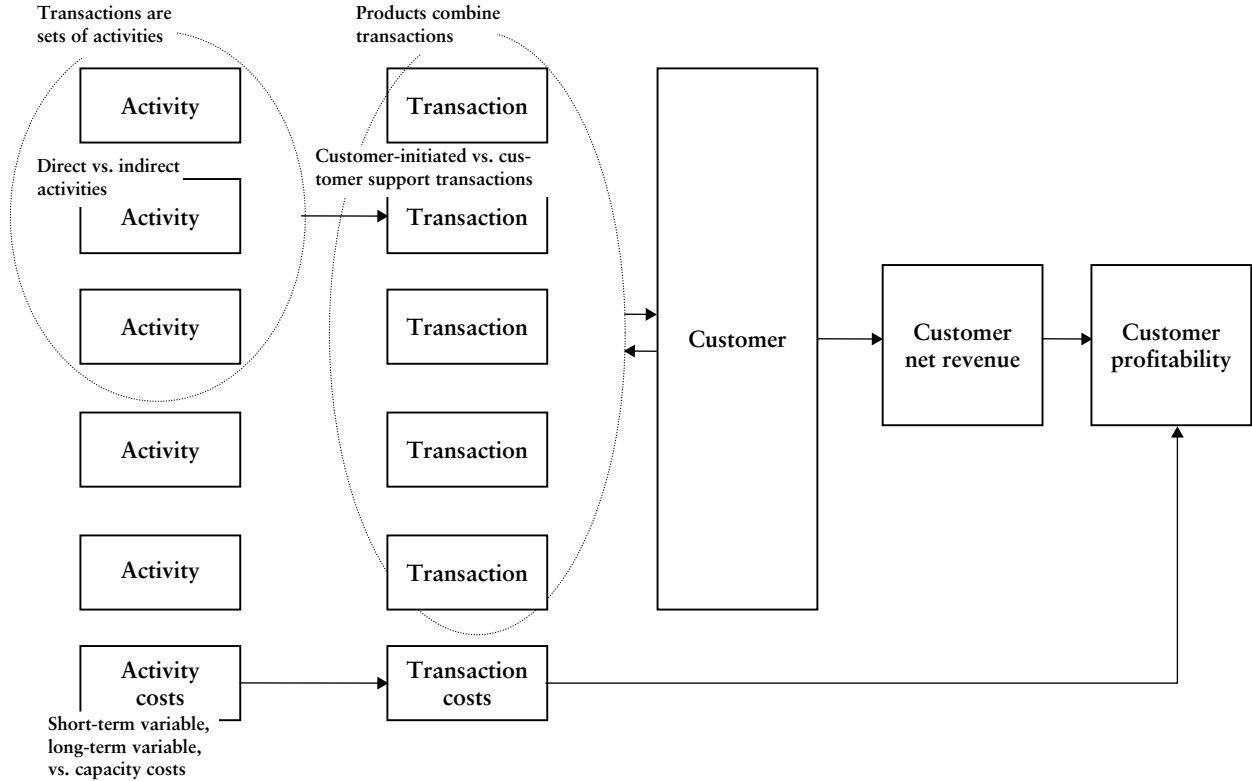 Transactions are
sets of activities
Products combine
transactions
Activity
Transaction
Direct vs. indirect
activities
Customer-initiated vs. cus-
tomer support transactions
Activity
Transaction
Activity
Transaction
Customer
Customer
net revenue
Customer
profitability
Activity
Transaction
Activity
Transaction
Activity
costs
Transaction
costs
Short-term variable,
long-term variable,
vs. capacity costs